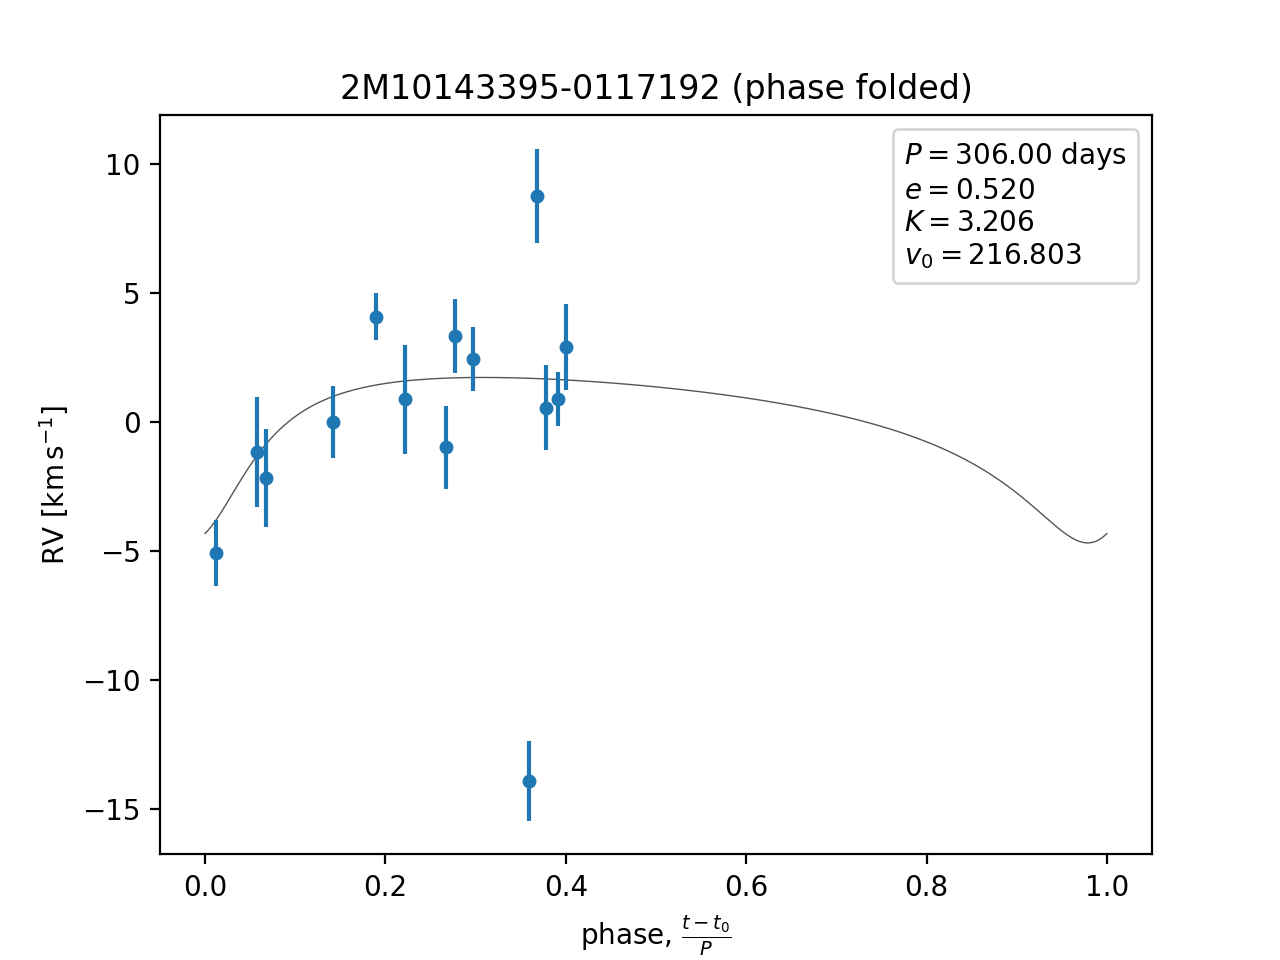 2M10143395-0117192 (phase folded)
P = 306.00 days
e = 0.520
K = 3.206
v₀ = 216.803
10
5
0
−5
−10
−15
RV [km s⁻¹]
0.0 0.2 0.4 0.6 0.8 1.0
phase, (t − t₀)/P